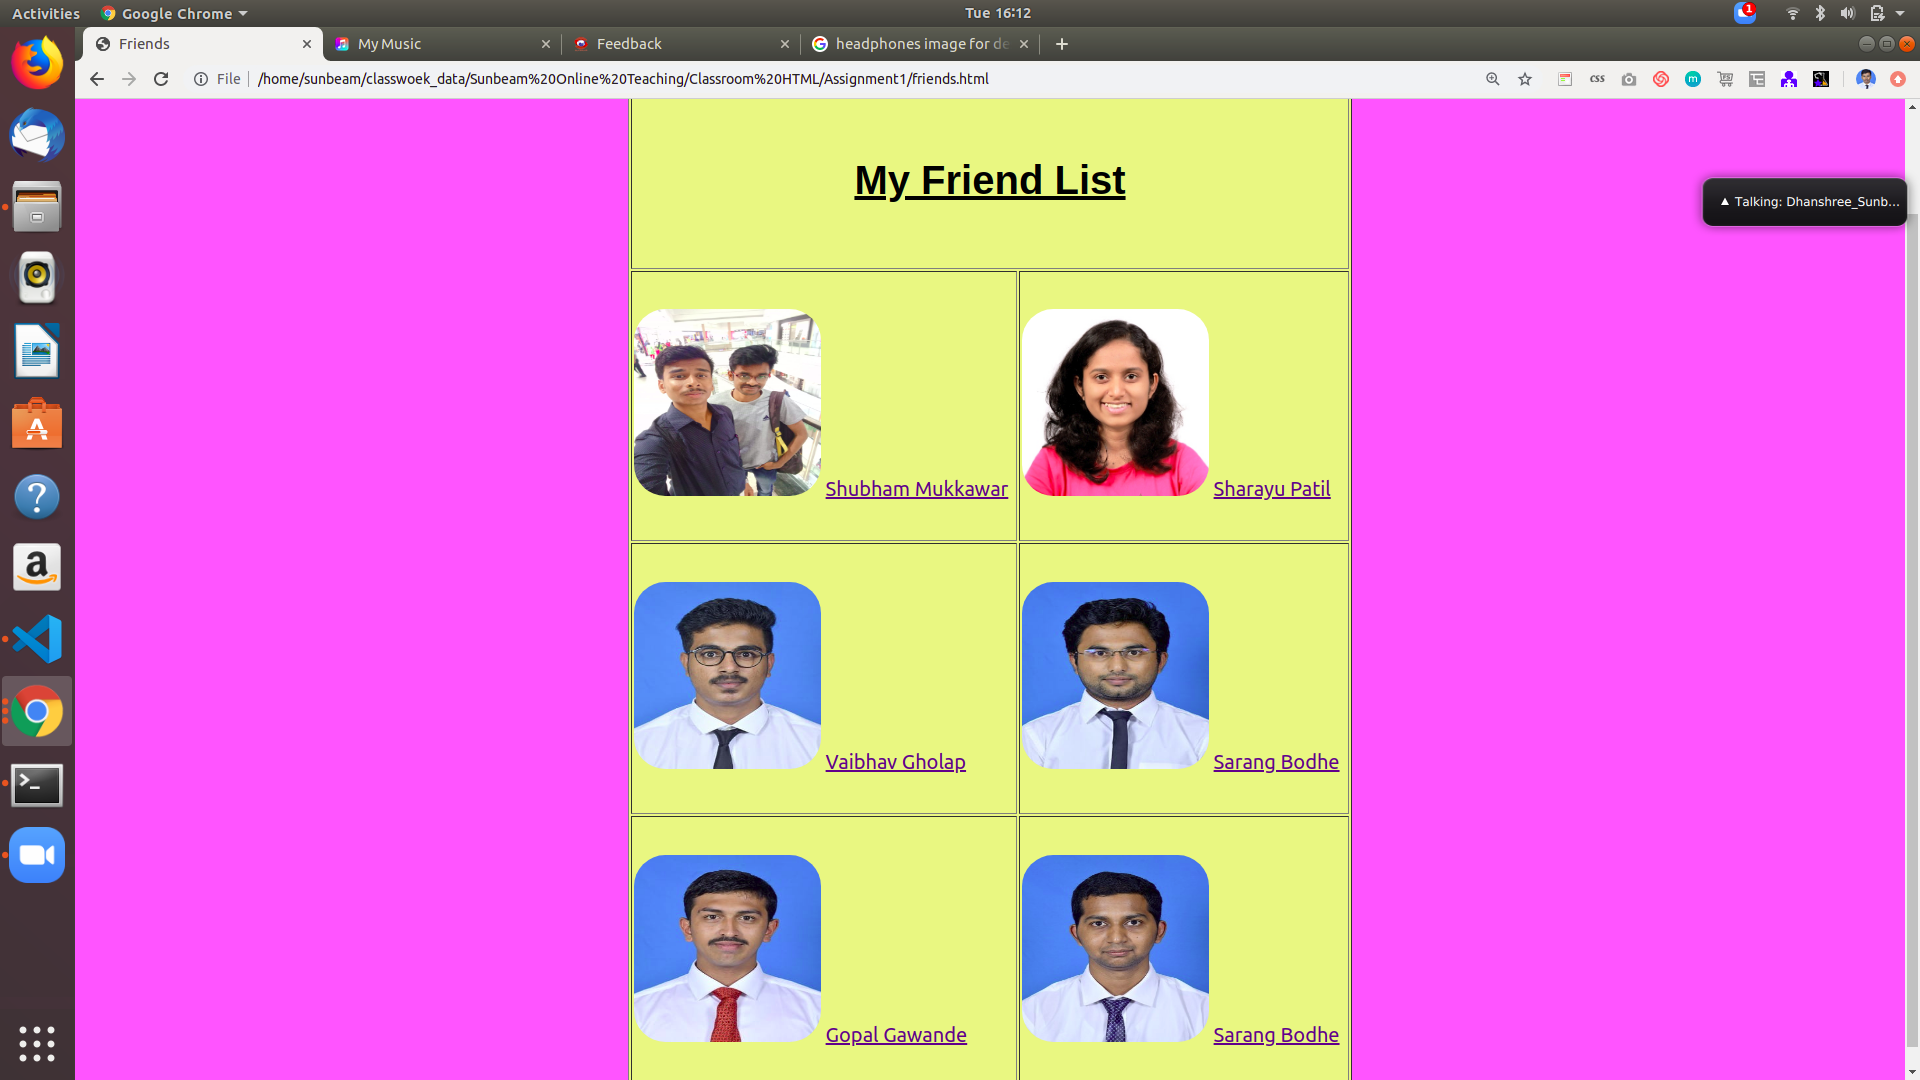 Activities Google Chrome Tue 16:12 1
Friends My Music Feedback headphones image for de
File /home/sunbeam/classwoek_data/Sunbeam%20Online%20Teaching/Classroom%20HTML/Assignment1/friends.html css m
My Friend List
Talking: Dhanshree_Sunb...
Shubham Mukkawar Sharayu Patil
Vaibhav Gholap Sarang Bodhe
Gopal Gawande Sarang Bodhe